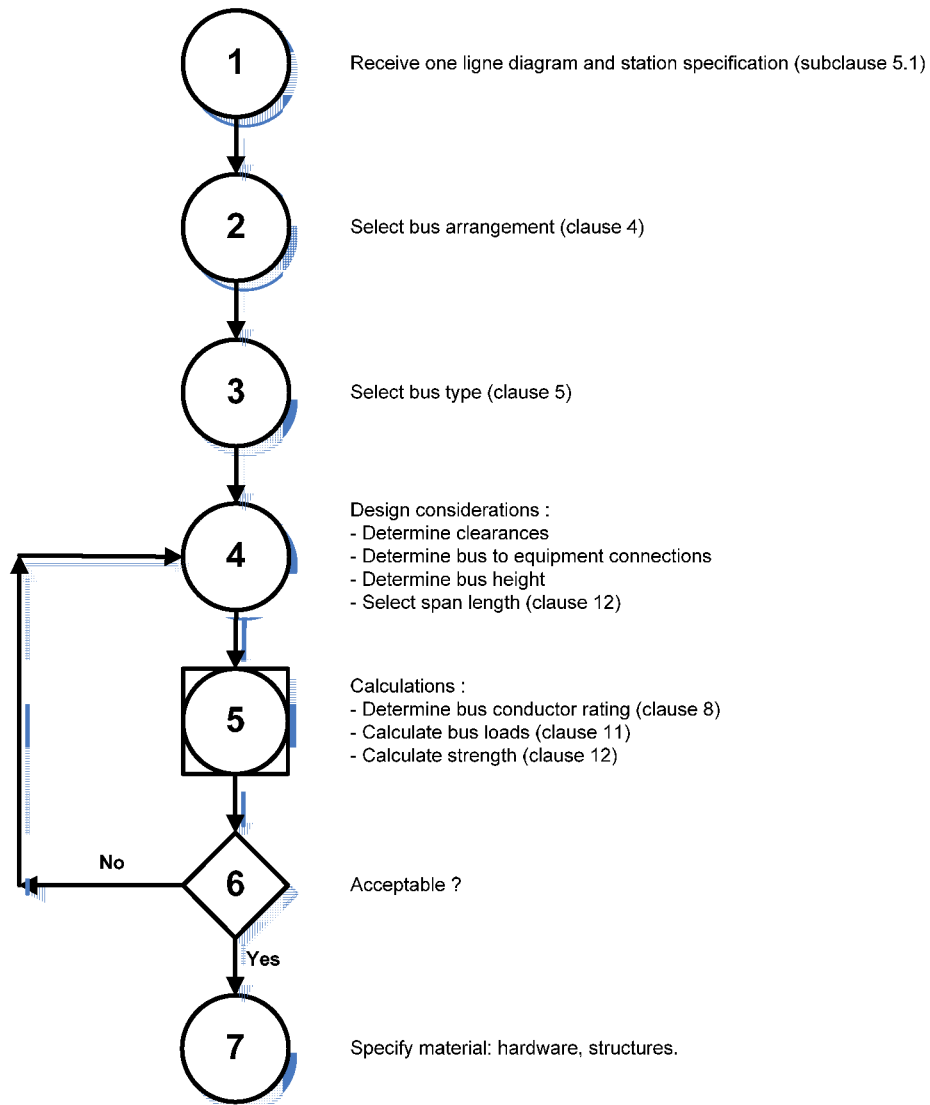 1
Receive one ligne diagram and station specification (subclause 5.1)
2
Select bus arrangement (clause 4)
3
Select bus type (clause 5)
4
Design considerations :
- Determine clearances
- Determine bus to equipment connections
- Determine bus height
- Select span length (clause 12)
5
Calculations :
- Determine bus conductor rating (clause 8)
- Calculate bus loads (clause 11)
- Calculate strength (clause 12)
No
6
Acceptable ?
Yes
7
Specify material: hardware, structures.